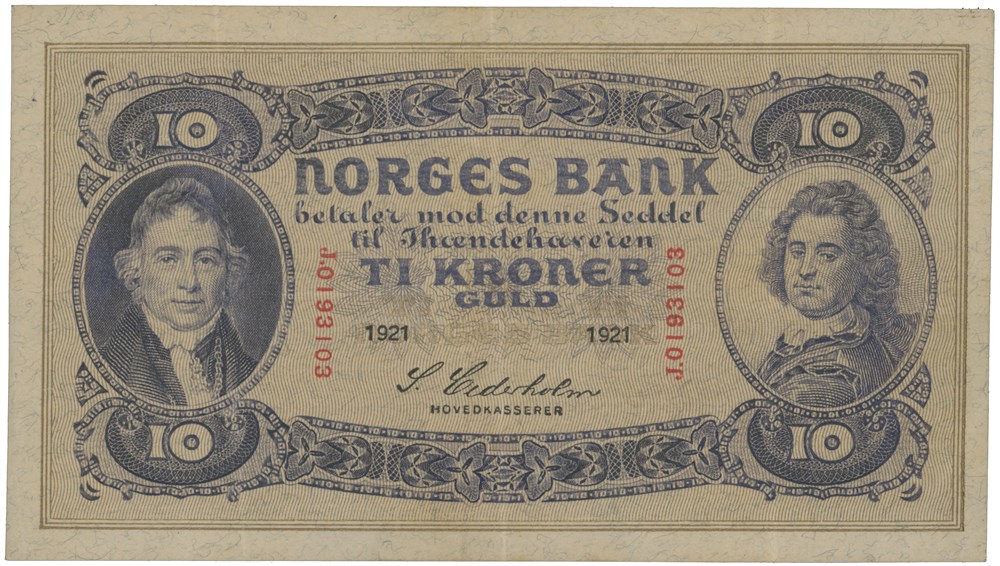 10 10
NORGES BANK
betaler mod denne Seddel
til Ihændehaveren
TI KRONER
GULD
J.0193103
J.0193103
1921 1921
S. Cederholm
HOVEDKASSERER
10 10